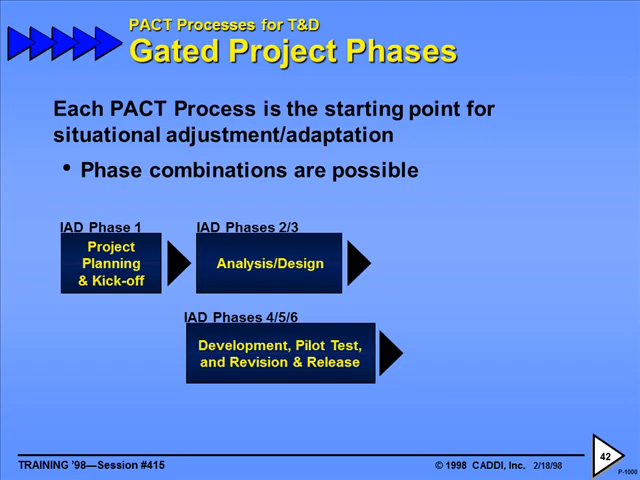 PACT Processes for T&D
Gated Project Phases
Each PACT Process is the starting point for
situational adjustment/adaptation
• Phase combinations are possible
IAD Phase 1
Project
Planning
& Kick-off
IAD Phases 2/3
Analysis/Design
IAD Phases 4/5/6
Development, Pilot Test,
and Revision & Release
TRAINING '98—Session #415
© 1998 CADDI, Inc. 2/18/98
42
P-1000